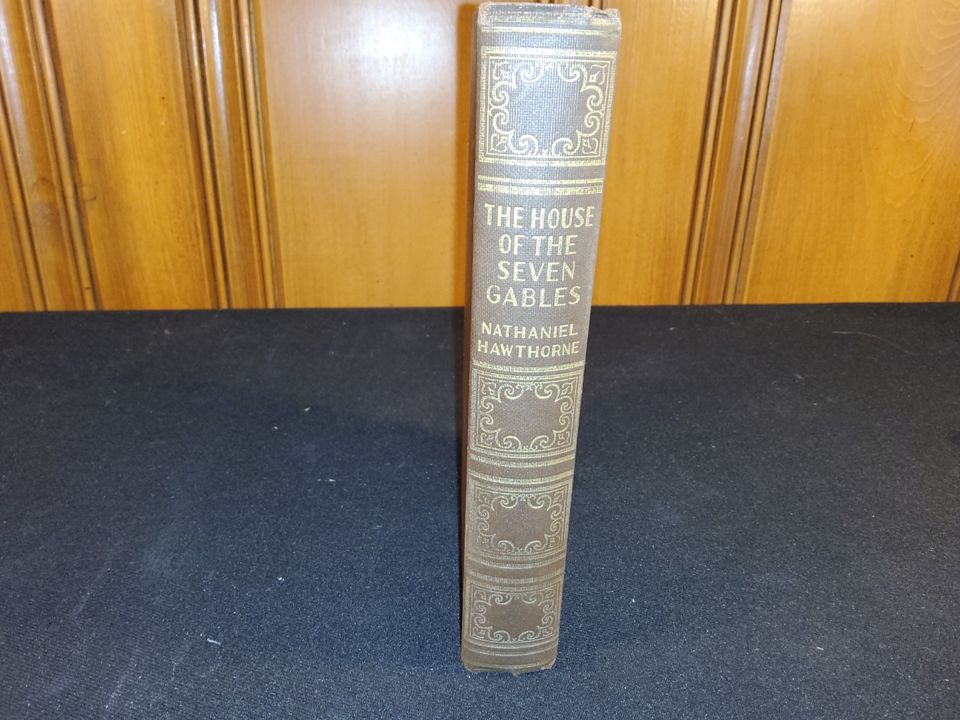 THE HOUSE
OF THE
SEVEN
GABLES
NATHANIEL
HAWTHORNE